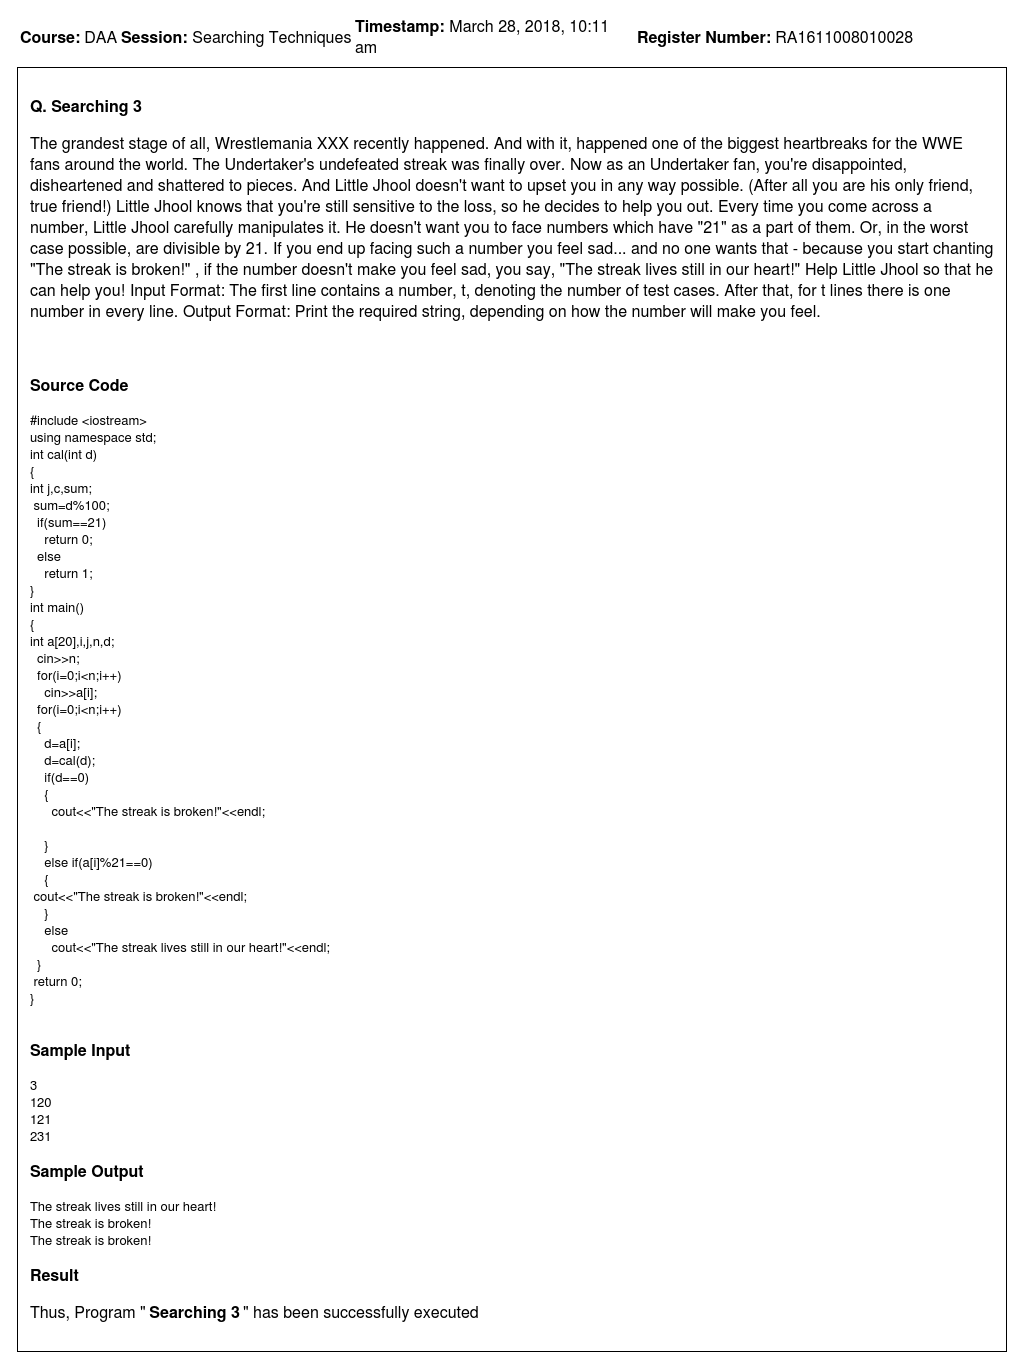 Course: DAA Session: Searching Techniques Timestamp: March 28, 2018, 10:11 am Register Number: RA1611008010028
Q. Searching 3
The grandest stage of all, Wrestlemania XXX recently happened. And with it, happened one of the biggest heartbreaks for the WWE
fans around the world. The Undertaker's undefeated streak was finally over. Now as an Undertaker fan, you're disappointed,
disheartened and shattered to pieces. And Little Jhool doesn't want to upset you in any way possible. (After all you are his only friend,
true friend!) Little Jhool knows that you're still sensitive to the loss, so he decides to help you out. Every time you come across a
number, Little Jhool carefully manipulates it. He doesn't want you to face numbers which have "21" as a part of them. Or, in the worst
case possible, are divisible by 21. If you end up facing such a number you feel sad... and no one wants that - because you start chanting
"The streak is broken!" , if the number doesn't make you feel sad, you say, "The streak lives still in our heart!" Help Little Jhool so that he
can help you! Input Format: The first line contains a number, t, denoting the number of test cases. After that, for t lines there is one
number in every line. Output Format: Print the required string, depending on how the number will make you feel.
Source Code
#include <iostream>
using namespace std;
int cal(int d)
{
int j,c,sum;
sum=d%100;
if(sum==21)
return 0;
else
return 1;
}
int main()
{
int a[20],i,j,n,d;
cin>>n;
for(i=0;i<n;i++)
cin>>a[i];
for(i=0;i<n;i++)
{
d=a[i];
d=cal(d);
if(d==0)
{
cout<<"The streak is broken!"<<endl;
}
else if(a[i]%21==0)
{
cout<<"The streak is broken!"<<endl;
}
else
cout<<"The streak lives still in our heart!"<<endl;
}
return 0;
}
Sample Input
3
120
121
231
Sample Output
The streak lives still in our heart!
The streak is broken!
The streak is broken!
Result
Thus, Program " Searching 3 " has been successfully executed